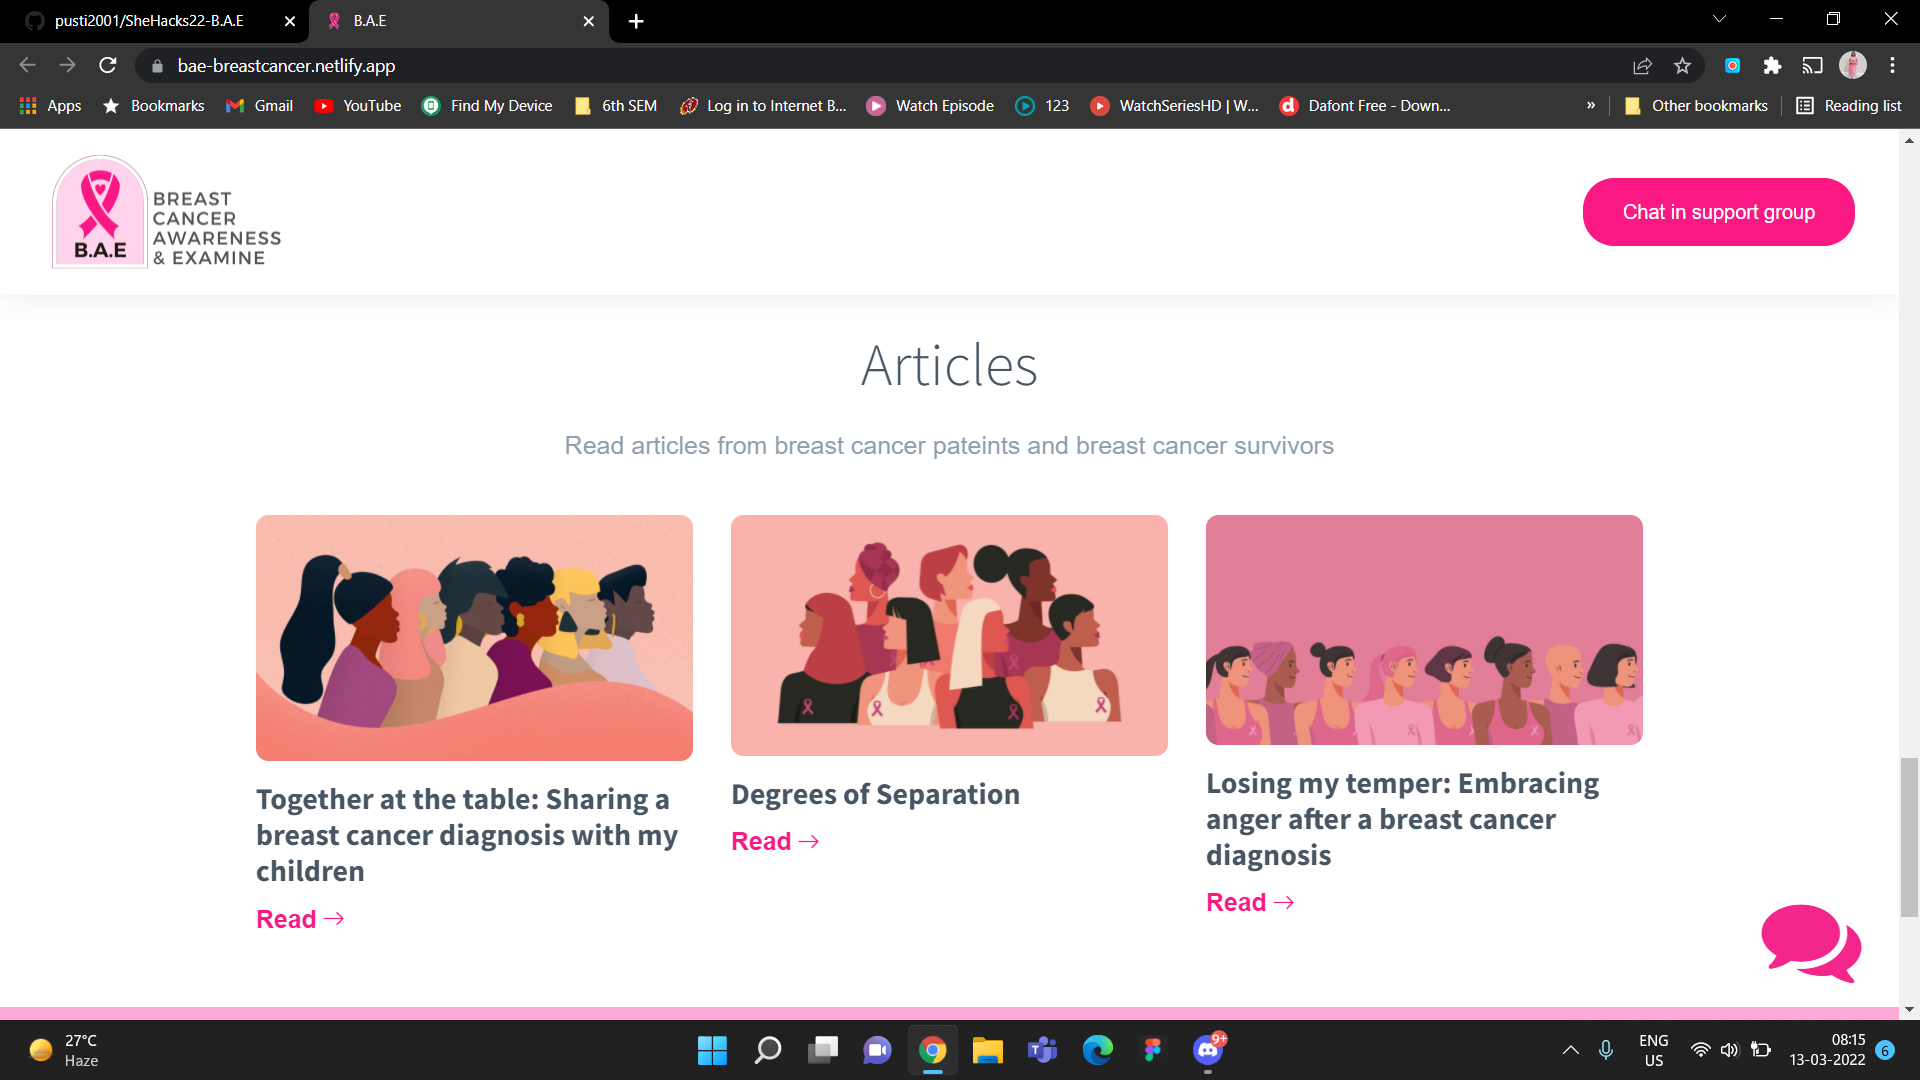 pusti2001/SheHacks22-B.A.E
B.A.E
bae-breastcancer.netlify.app
Apps
Bookmarks
Gmail
YouTube
Find My Device
6th SEM
Log in to Internet B...
Watch Episode
123
WatchSeriesHD | W...
Dafont Free - Down...
»
Other bookmarks
Reading list
B.A.E
BREAST
CANCER
AWARENESS
& EXAMINE
Chat in support group
Articles
Read articles from breast cancer pateints and breast cancer survivors
Together at the table: Sharing a
breast cancer diagnosis with my
children
Read →
Degrees of Separation
Read →
Losing my temper: Embracing
anger after a breast cancer
diagnosis
Read →
27°C
Haze
9+
ENG
US
08:15
13-03-2022
6